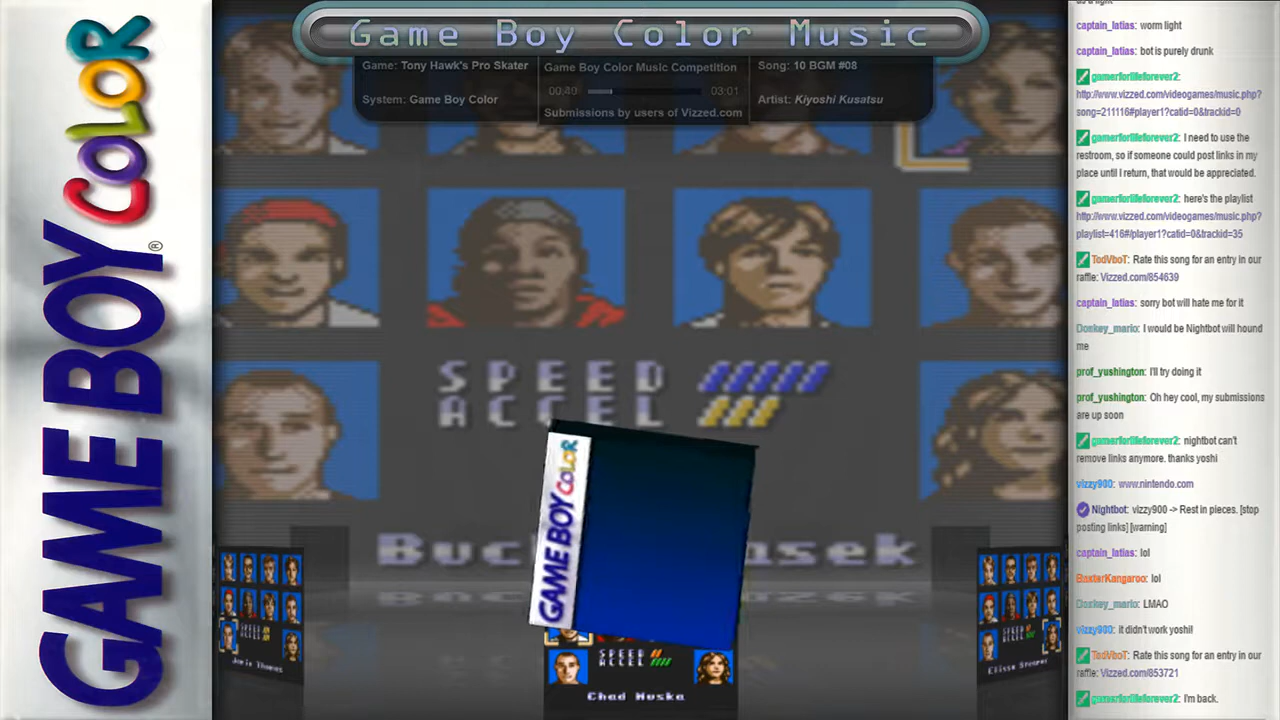 GAME BOY COLOR
®
Game Boy Color Music
Game: Tony Hawk's Pro Skater
System: Game Boy Color
Game Boy Color Music Competition
00:40
03:01
Submissions by users of Vizzed.com
Song: 10 BGM #08
Artist: Kiyoshi Kusatsu
SPEED
ACCEL
GAME BOY COLOR
SPEED
ACCEL
Chad Muska
captain_latias: worm light
captain_latias: bot is purely drunk
gamerforlifeforever2:
http://www.vizzed.com/videogames/music.php?
song=211116#player1?catid=0&trackid=0
gamerforlifeforever2: I need to use the
restroom, so if someone could post links in my
place until I return, that would be appreciated.
gamerforlifeforever2: here's the playlist
http://www.vizzed.com/videogames/music.php?
playlist=416#/player1?catid=0&trackid=35
TodVboT: Rate this song for an entry in our
raffle: Vizzed.com/854639
captain_latias: sorry bot will hate me for it
Donkey_mario: I would be Nightbot will hound
me
prof_yushington: I'll try doing it
prof_yushington: Oh hey cool, my submissions
are up soon
gamerforlifeforever2: nightbot can't
remove links anymore. thanks yoshi
vizzy900: www.nintendo.com
Nightbot: vizzy900 -> Rest in pieces. [stop
posting links] [warning]
captain_latias: lol
BaxterKangaroo: lol
Donkey_mario: LMAO
vizzy900: it didn't work yoshi!
TodVboT: Rate this song for an entry in our
raffle: Vizzed.com/853721
gamerforlifeforever2: I'm back.